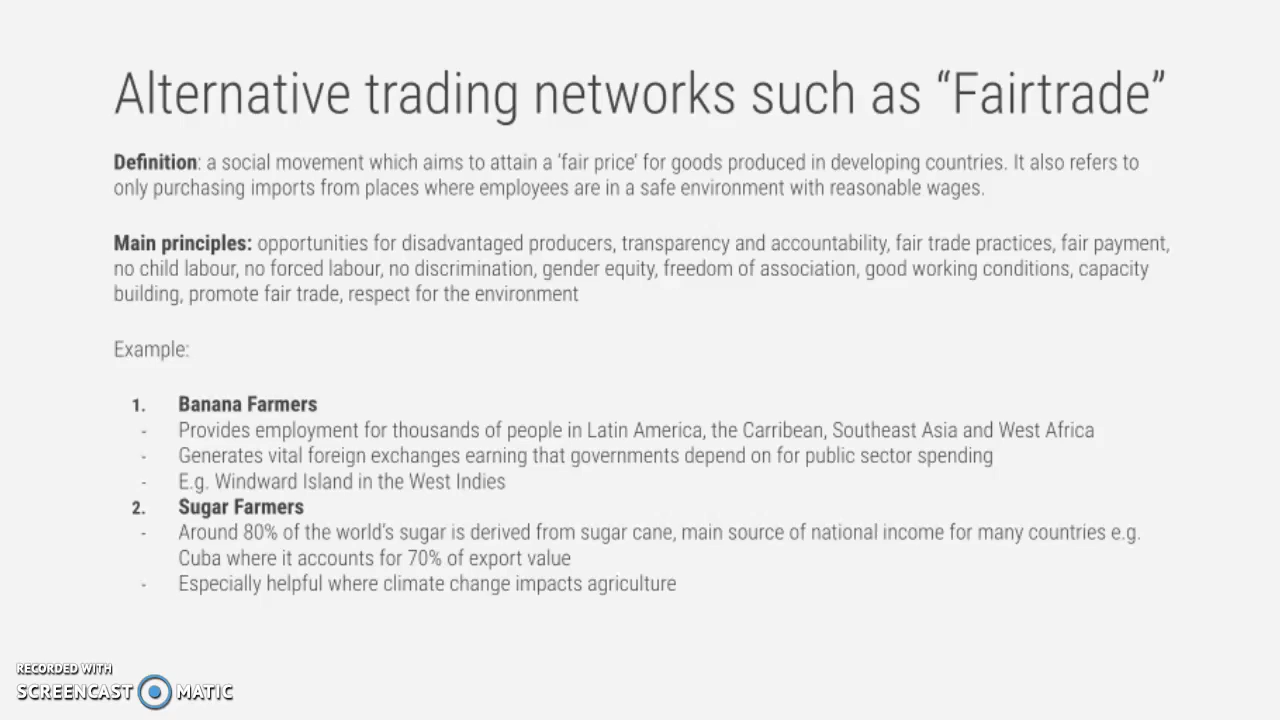 Alternative trading networks such as “Fairtrade”
Definition: a social movement which aims to attain a ‘fair price’ for goods produced in developing countries. It also refers to
only purchasing imports from places where employees are in a safe environment with reasonable wages.
Main principles: opportunities for disadvantaged producers, transparency and accountability, fair trade practices, fair payment,
no child labour, no forced labour, no discrimination, gender equity, freedom of association, good working conditions, capacity
building, promote fair trade, respect for the environment
Example:
1. Banana Farmers
- Provides employment for thousands of people in Latin America, the Carribean, Southeast Asia and West Africa
- Generates vital foreign exchanges earning that governments depend on for public sector spending
- E.g. Windward Island in the West Indies
2. Sugar Farmers
- Around 80% of the world’s sugar is derived from sugar cane, main source of national income for many countries e.g.
Cuba where it accounts for 70% of export value
- Especially helpful where climate change impacts agriculture
RECORDED WITH
SCREENCAST MATIC